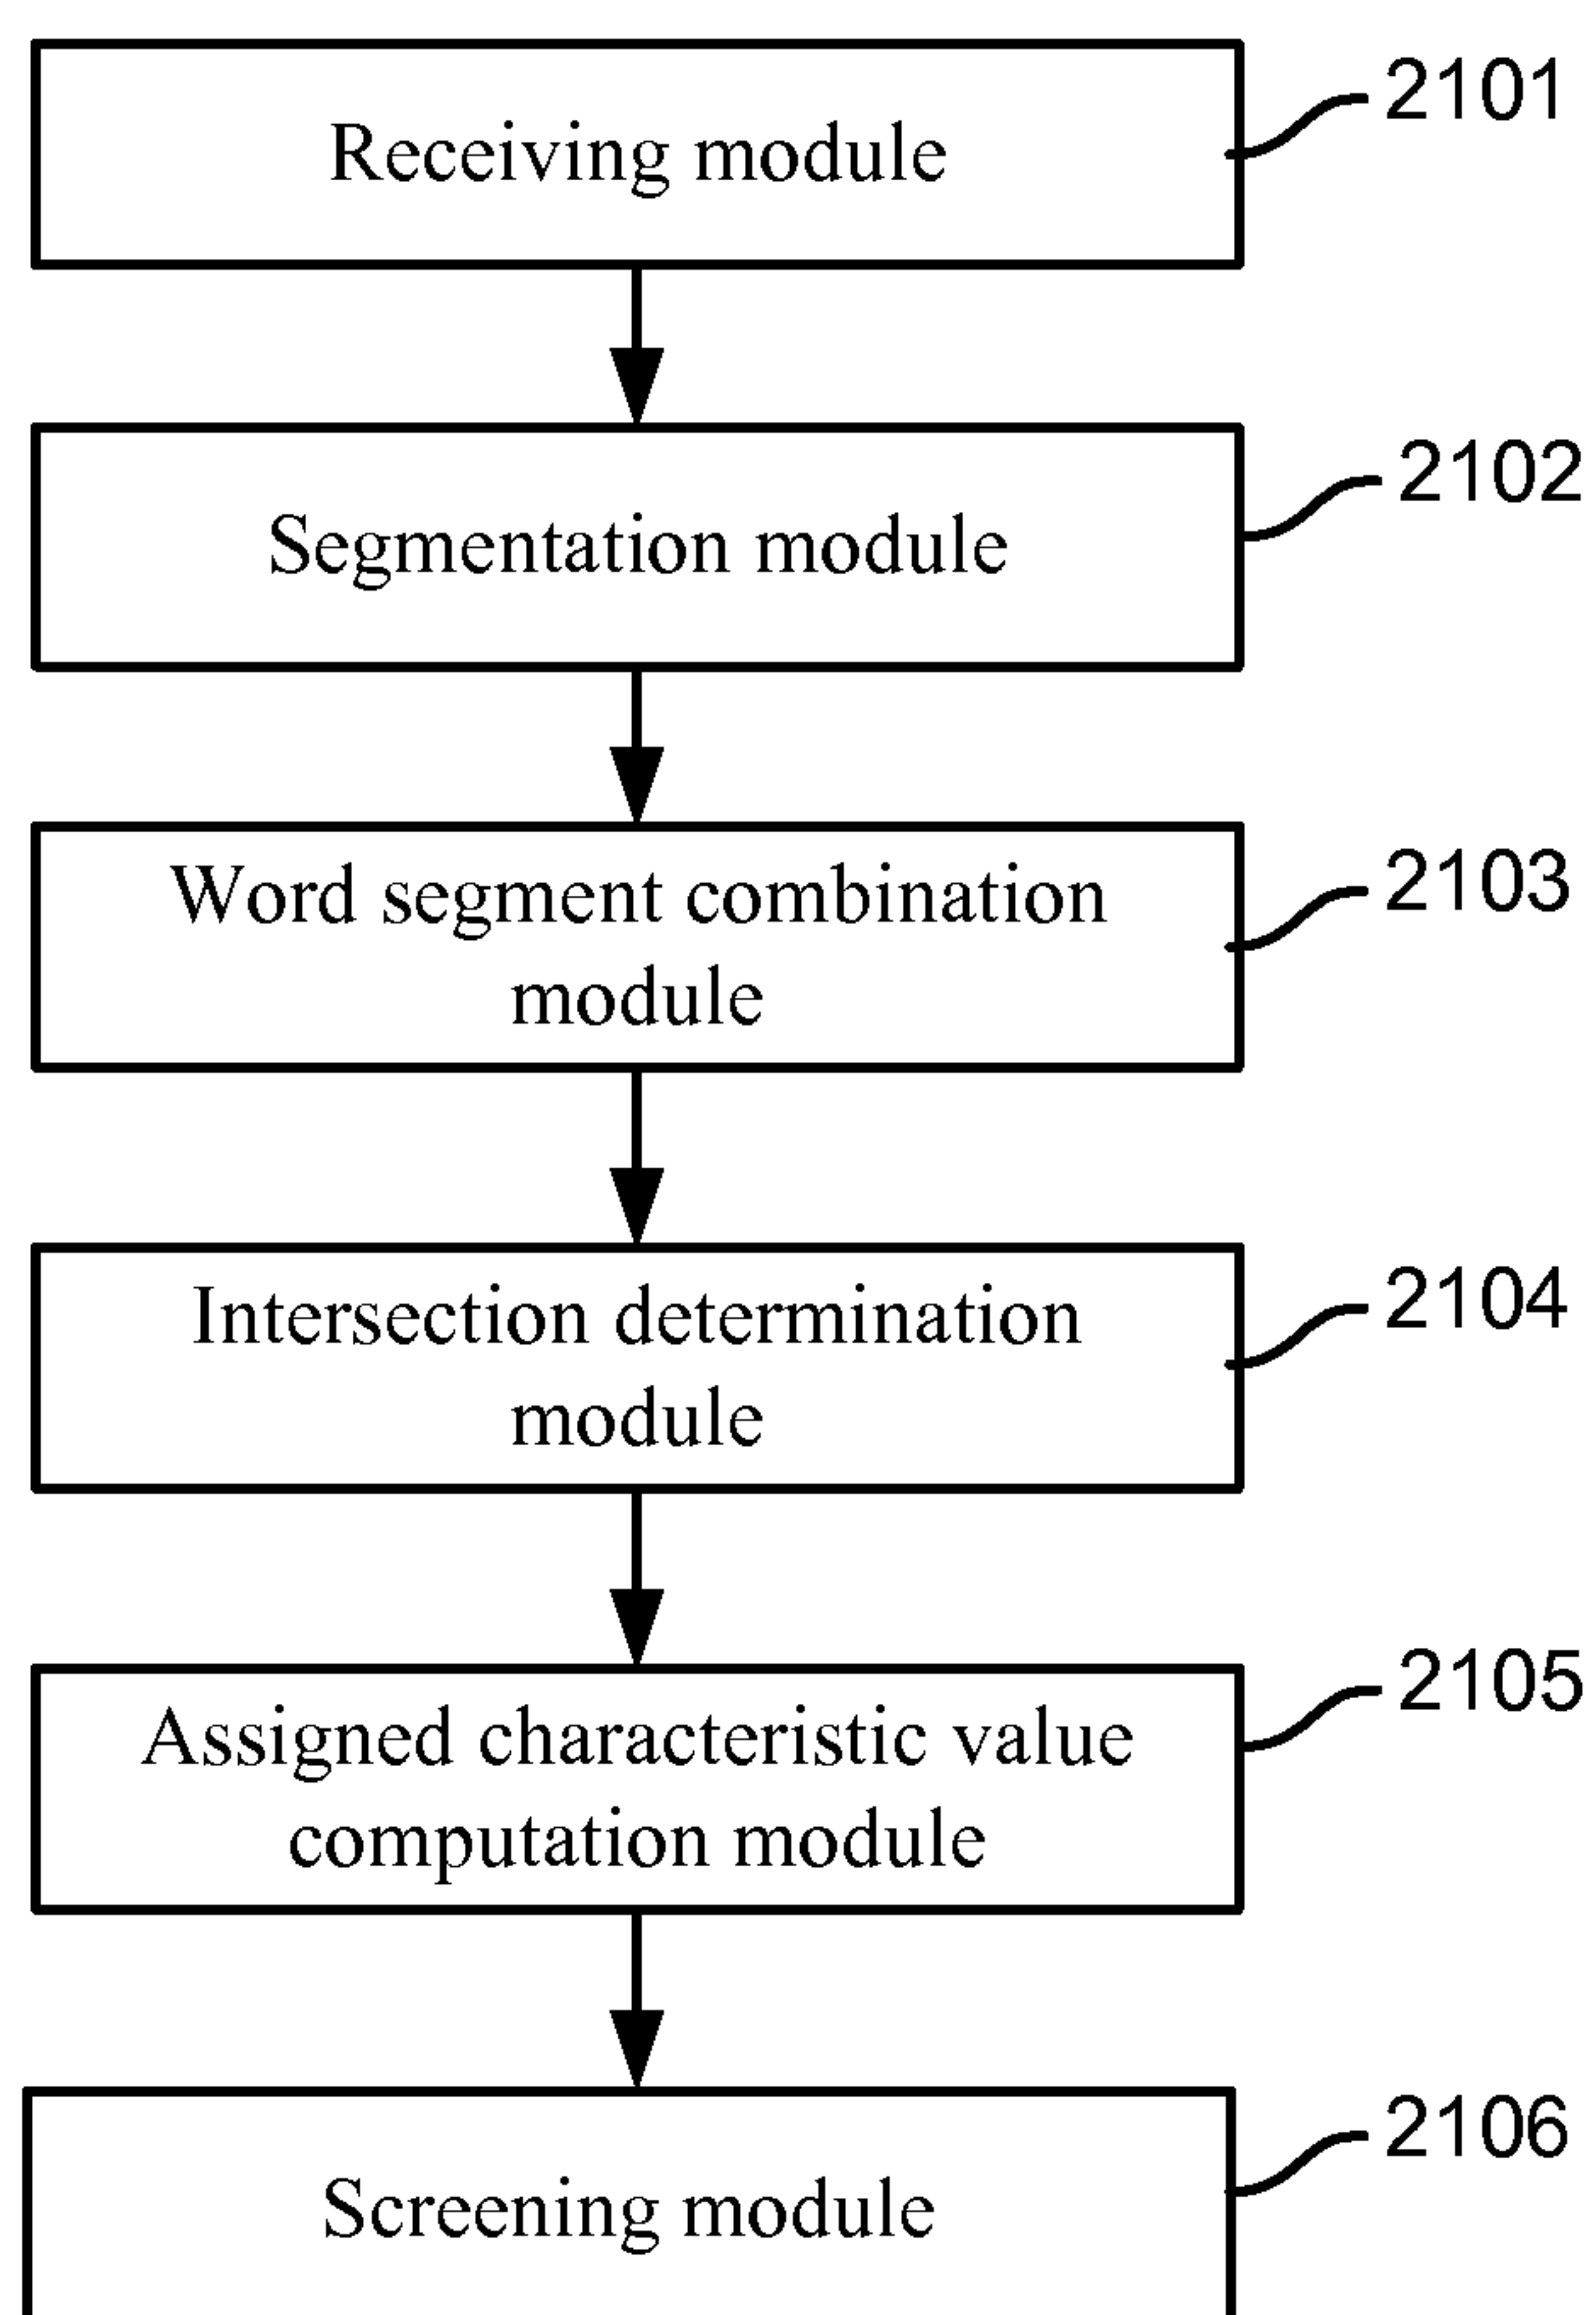 Receiving module
2101
Segmentation module
2102
Word segment combination
module
2103
Intersection determination
module
2104
Assigned characteristic value
computation module
2105
Screening module
2106